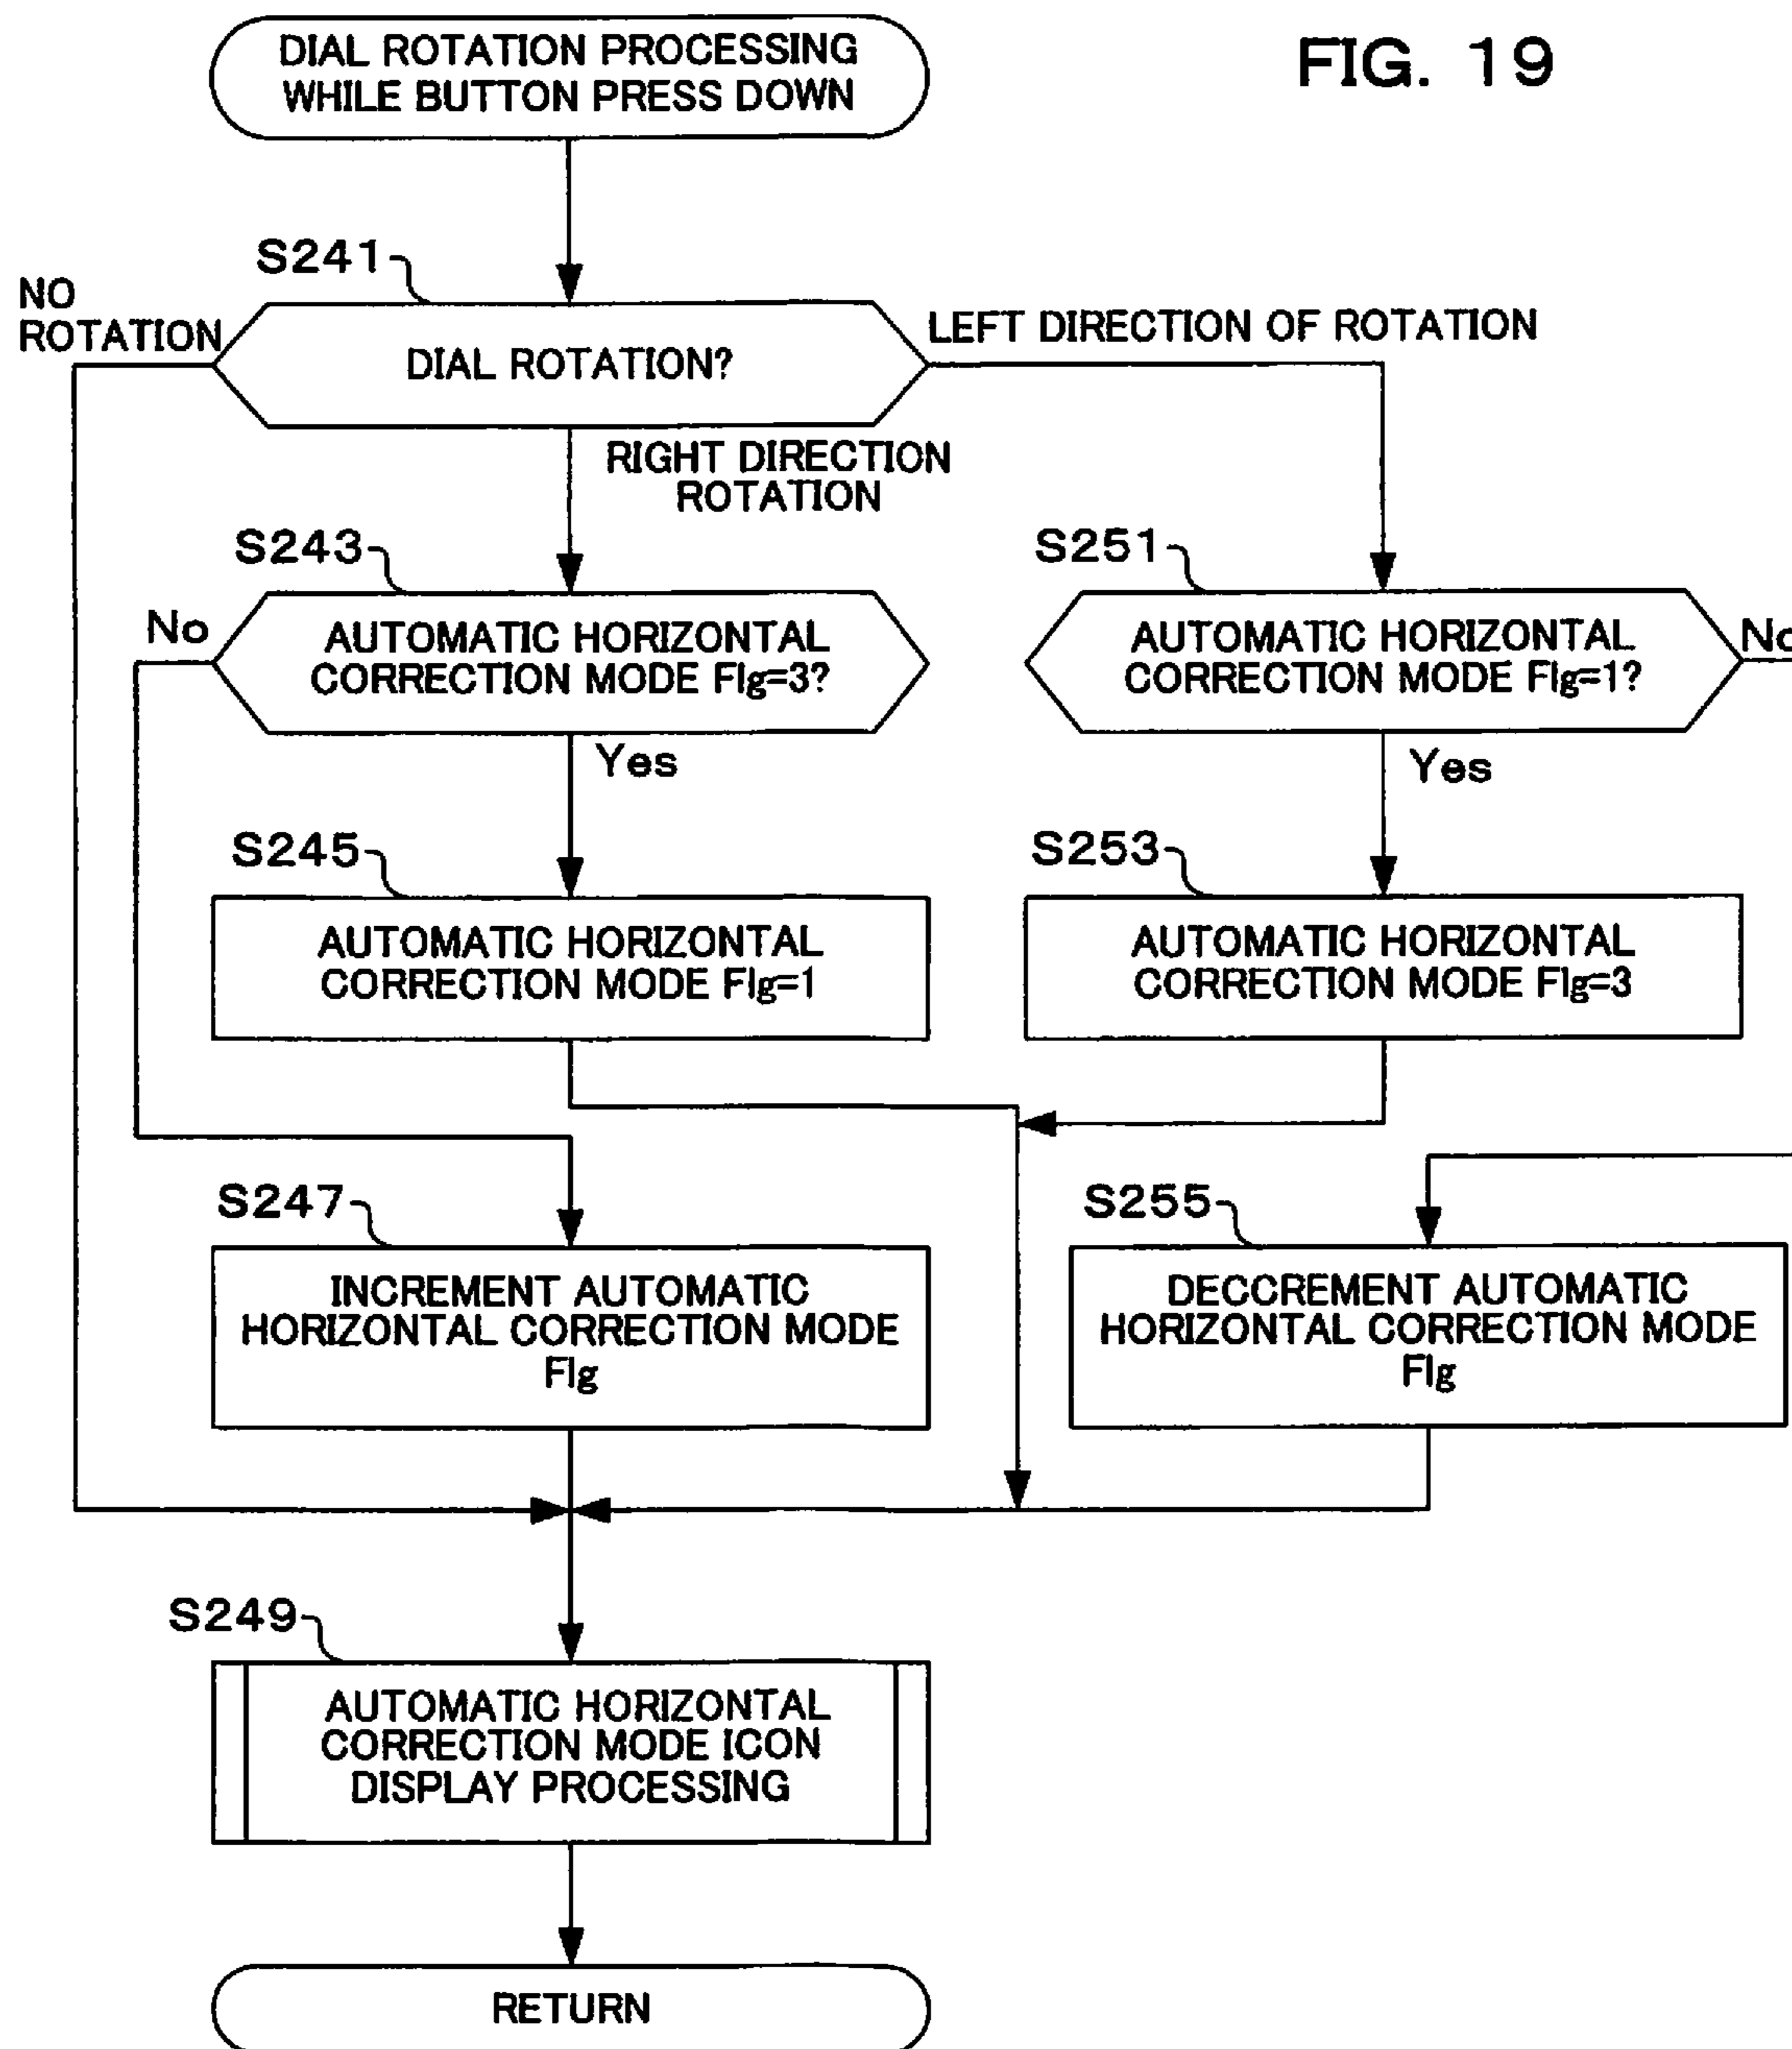 DIAL ROTATION PROCESSING
WHILE BUTTON PRESS DOWN
FIG. 19
S241
NO
ROTATION
DIAL ROTATION?
LEFT DIRECTION OF ROTATION
RIGHT DIRECTION
ROTATION
S243
No
AUTOMATIC HORIZONTAL
CORRECTION MODE Flg=3?
Yes
S251
AUTOMATIC HORIZONTAL
CORRECTION MODE Flg=1?
No
Yes
S245
AUTOMATIC HORIZONTAL
CORRECTION MODE Flg=1
S253
AUTOMATIC HORIZONTAL
CORRECTION MODE Flg=3
S247
INCREMENT AUTOMATIC
HORIZONTAL CORRECTION MODE
Flg
S255
DECCREMENT AUTOMATIC
HORIZONTAL CORRECTION MODE
Flg
S249
AUTOMATIC HORIZONTAL
CORRECTION MODE ICON
DISPLAY PROCESSING
RETURN